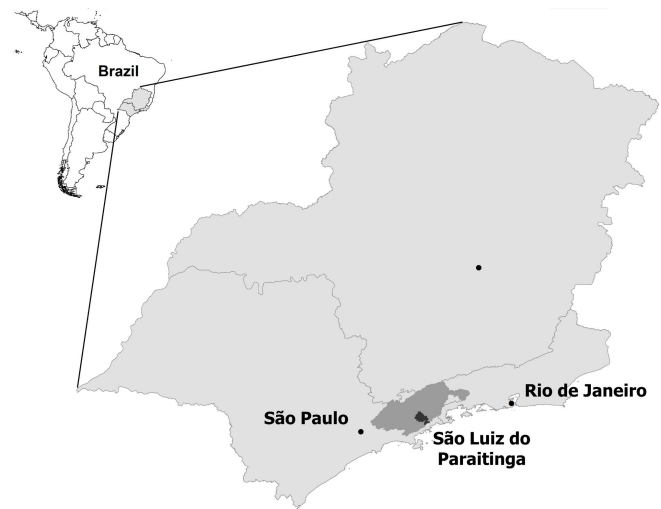 Brazil
Rio de Janeiro
São Paulo
São Luiz do
Paraitinga